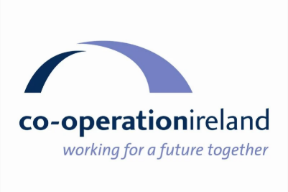 co-operationireland
working for a future together